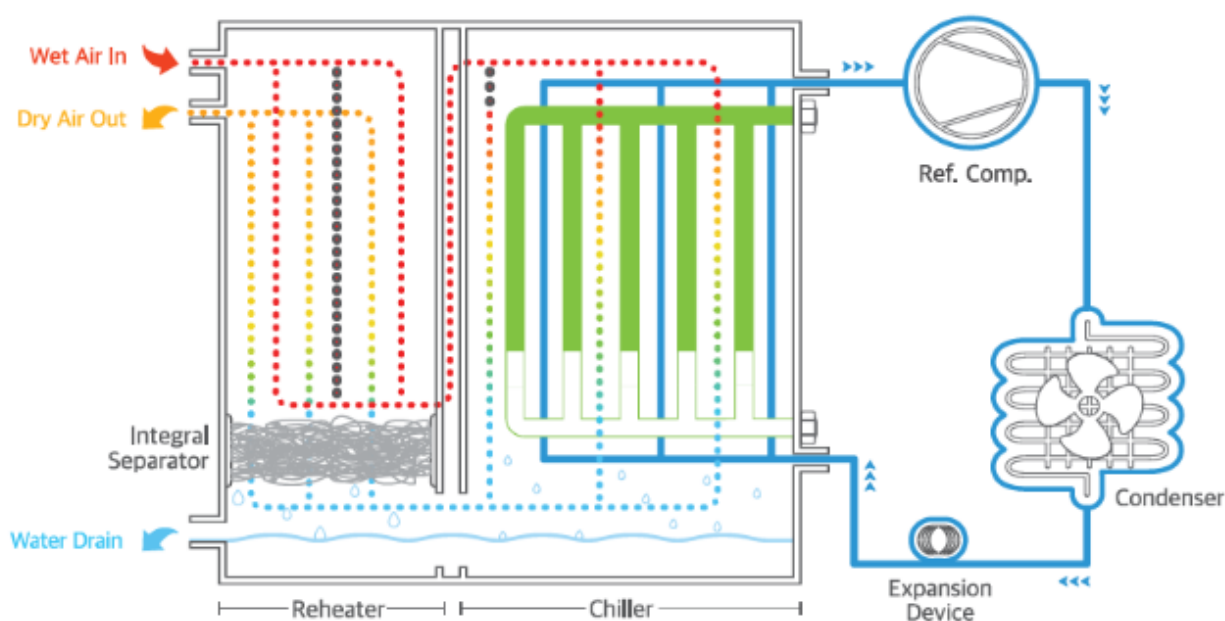 Wet Air In
Dry Air Out
Ref. Comp.
Integral
Separator
Condenser
Water Drain
Expansion
Device
Reheater
Chiller